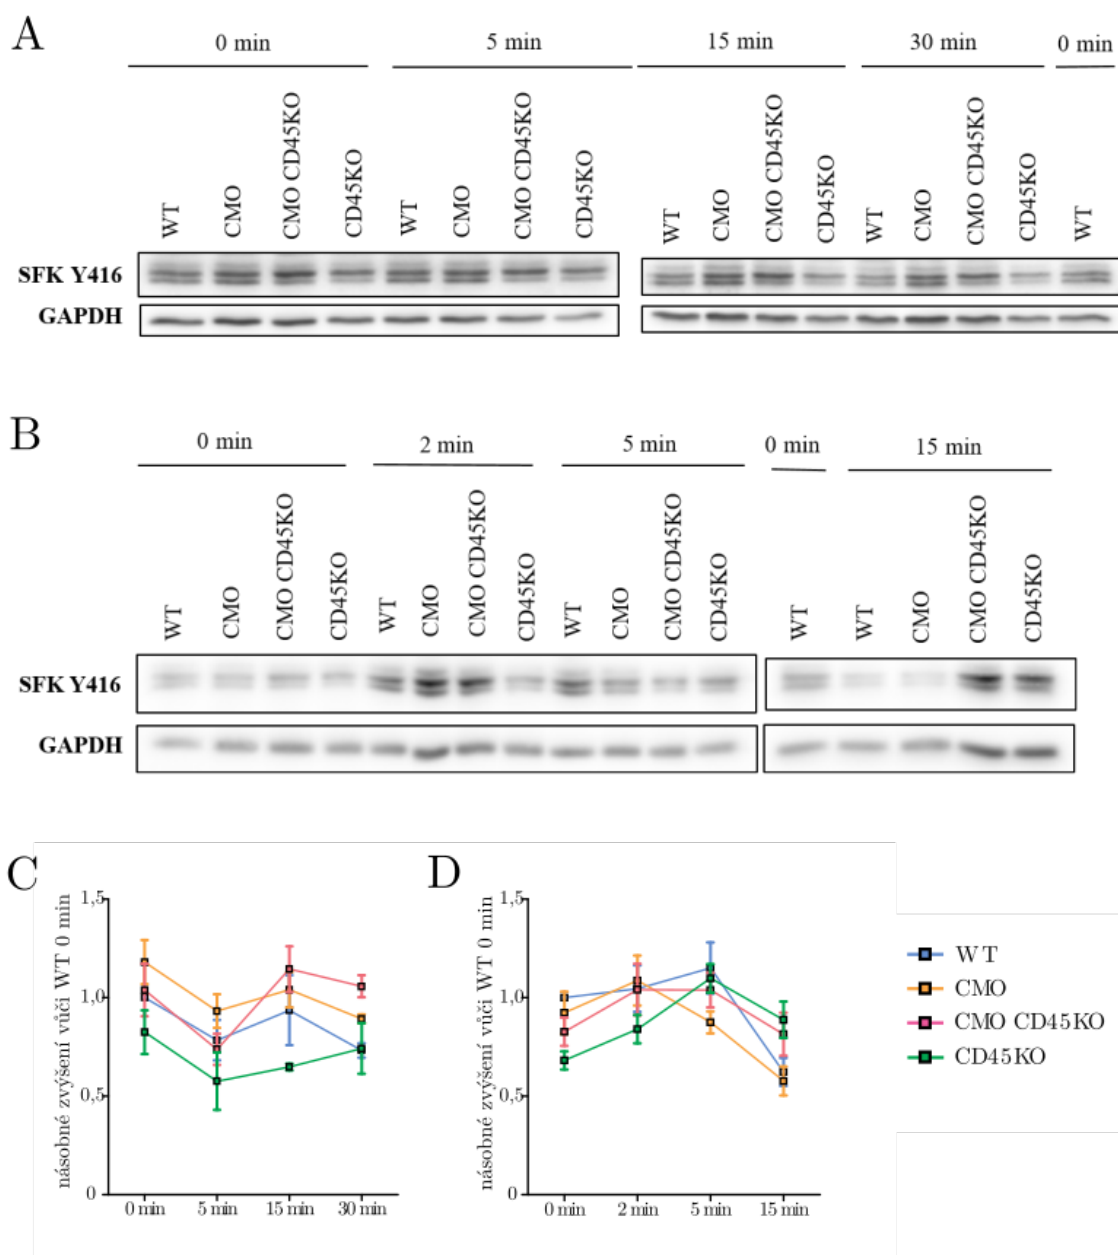 A
0 min 5 min 15 min 30 min 0 min
WT CMO CMO CD45KO CD45KO WT CMO CMO CD45KO CD45KO WT CMO CMO CD45KO CD45KO WT CMO CMO CD45KO CD45KO WT
SFK Y416
GAPDH
B
0 min 2 min 5 min 0 min 15 min
WT CMO CMO CD45KO CD45KO WT CMO CMO CD45KO CD45KO WT CMO CMO CD45KO CD45KO WT WT CMO CMO CD45KO CD45KO
SFK Y416
GAPDH
C
násobné zvýšení vůči WT 0 min
1,5
1,0
0,5
0
0 min 5 min 15 min 30 min
D
násobné zvýšení vůči WT 0 min
1,5
1,0
0,5
0
0 min 2 min 5 min 15 min
WT
CMO
CMO CD45KO
CD45KO